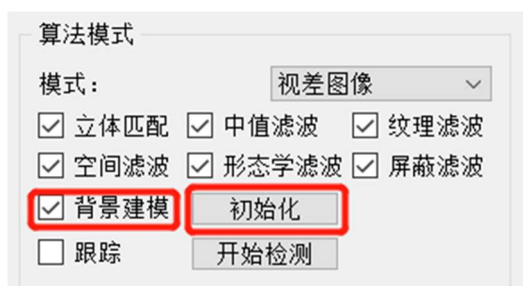 算法模式
模式： 视差图像
立体匹配 中值滤波 纹理滤波
空间滤波 形态学滤波 屏蔽滤波
背景建模 初始化
跟踪 开始检测